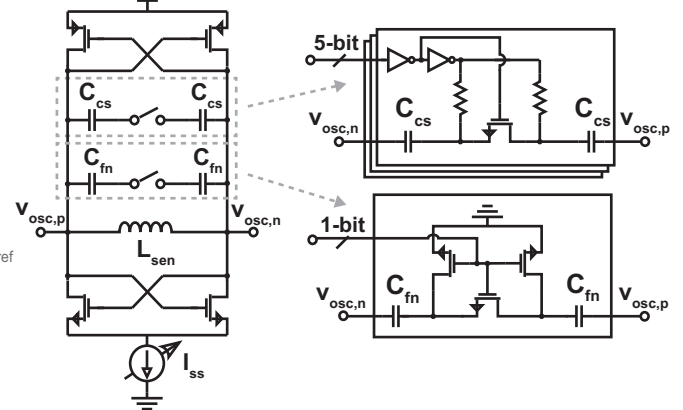 5-bit
C_cs C_cs
C_cs C_cs
v_osc,n v_osc,p
C_fn C_fn
1-bit
v_osc,p v_osc,n
ref
L_sen
C_fn C_fn
v_osc,n v_osc,p
I_ss